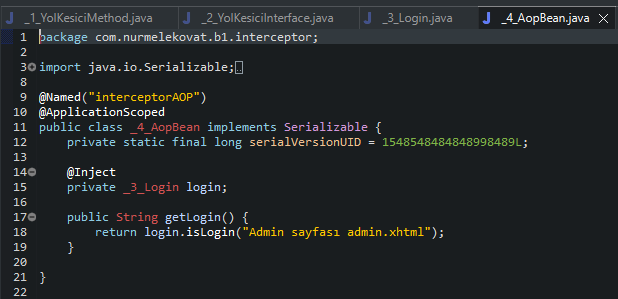 _1_YolKesiciMethod.java _2_YolKesiciInterface.java _3_Login.java _4_AopBean.java
1 package com.nurmelekovat.b1.interceptor;
2
3 import java.io.Serializable;
8
9 @Named("interceptorAOP")
10 @ApplicationScoped
11 public class _4_AopBean implements Serializable {
12 private static final long serialVersionUID = 1548548484848998489L;
13
14 @Inject
15 private _3_Login login;
16
17 public String getLogin() {
18 return login.isLogin("Admin sayfası admin.xhtml");
19 }
20
21 }
22